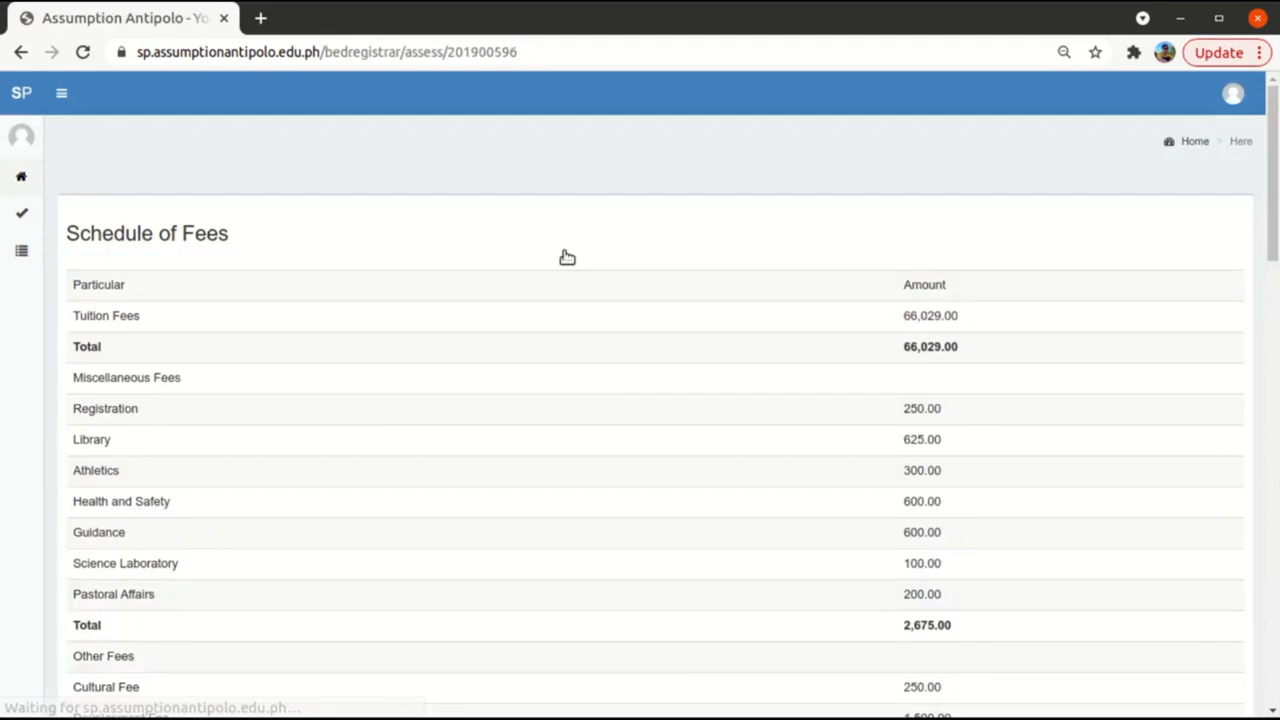 Assumption Antipolo - Yo
sp.assumptionantipolo.edu.ph/bedregistrar/assess/201900596
Update
SP
Home > Here
Schedule of Fees
Particular Amount
Tuition Fees 66,029.00
Total 66,029.00
Miscellaneous Fees
Registration 250.00
Library 625.00
Athletics 300.00
Health and Safety 600.00
Guidance 600.00
Science Laboratory 100.00
Pastoral Affairs 200.00
Total 2,675.00
Other Fees
Cultural Fee 250.00
Waiting for sp.assumptionantipolo.edu.ph...